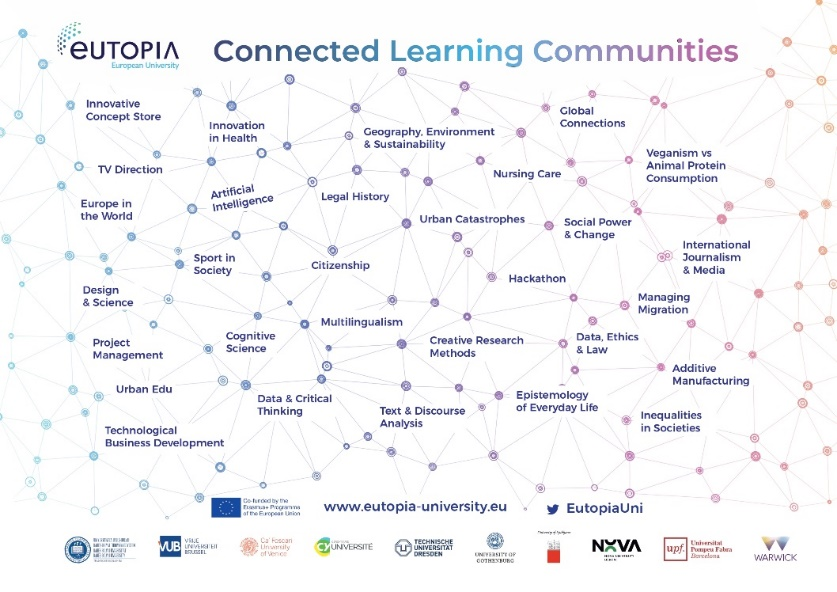 eUTOPIA
European University
Connected Learning Communities
Innovative
Concept Store
Innovation
in Health
Geography, Environment
& Sustainability
Global
Connections
TV Direction
Artificial
Intelligence
Legal History
Nursing Care
Veganism vs
Animal Protein
Consumption
Europe in
the World
Urban Catastrophes
Social Power
& Change
Sport in
Society
Citizenship
Hackathon
International
Journalism
& Media
Design
& Science
Multilingualism
Managing
Migration
Project
Management
Cognitive
Science
Creative Research
Methods
Data, Ethics
& Law
Additive
Manufacturing
Urban Edu
Data & Critical
Thinking
Text & Discourse
Analysis
Epistemology
of Everyday Life
Inequalities
in Societies
Technological
Business Development
Co-funded by the
Erasmus+ Programme
of the European Union
www.eutopia-university.eu
EutopiaUni
VUB
VRIJE
UNIVERSITEIT
BRUSSEL
Ca' Foscari
University
of Venice
CY
UNIVERSITÉ
TECHNISCHE
UNIVERSITÄT
DRESDEN
UNIVERSITY OF
GOTHENBURG
NOVA
upf.
Universitat
Pompeu Fabra
Barcelona
WARWICK